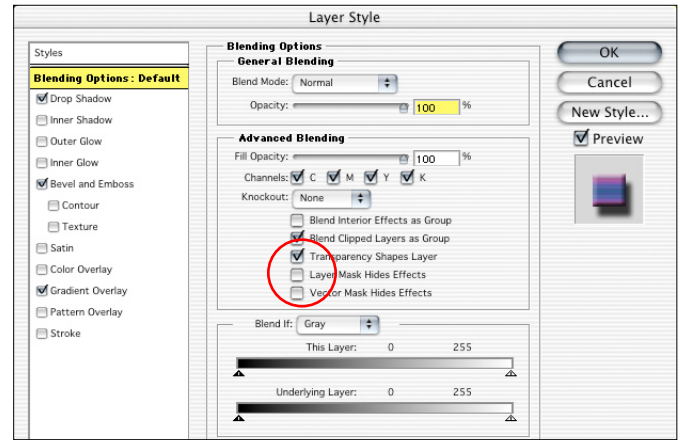 Layer Style
Styles
Blending Options: Default
Drop Shadow
Inner Shadow
Outer Glow
Inner Glow
Bevel and Emboss
Contour
Texture
Satin
Color Overlay
Gradient Overlay
Pattern Overlay
Stroke
Blending Options
General Blending
Blend Mode: Normal
Opacity: 100 %
Advanced Blending
Fill Opacity: 100 %
Channels: C M Y K
Knockout: None
Blend Interior Effects as Group
Blend Clipped Layers as Group
Transparency Shapes Layer
Layer Mask Hides Effects
Vector Mask Hides Effects
Blend If: Gray
This Layer: 0 255
Underlying Layer: 0 255
OK
Cancel
New Style...
Preview